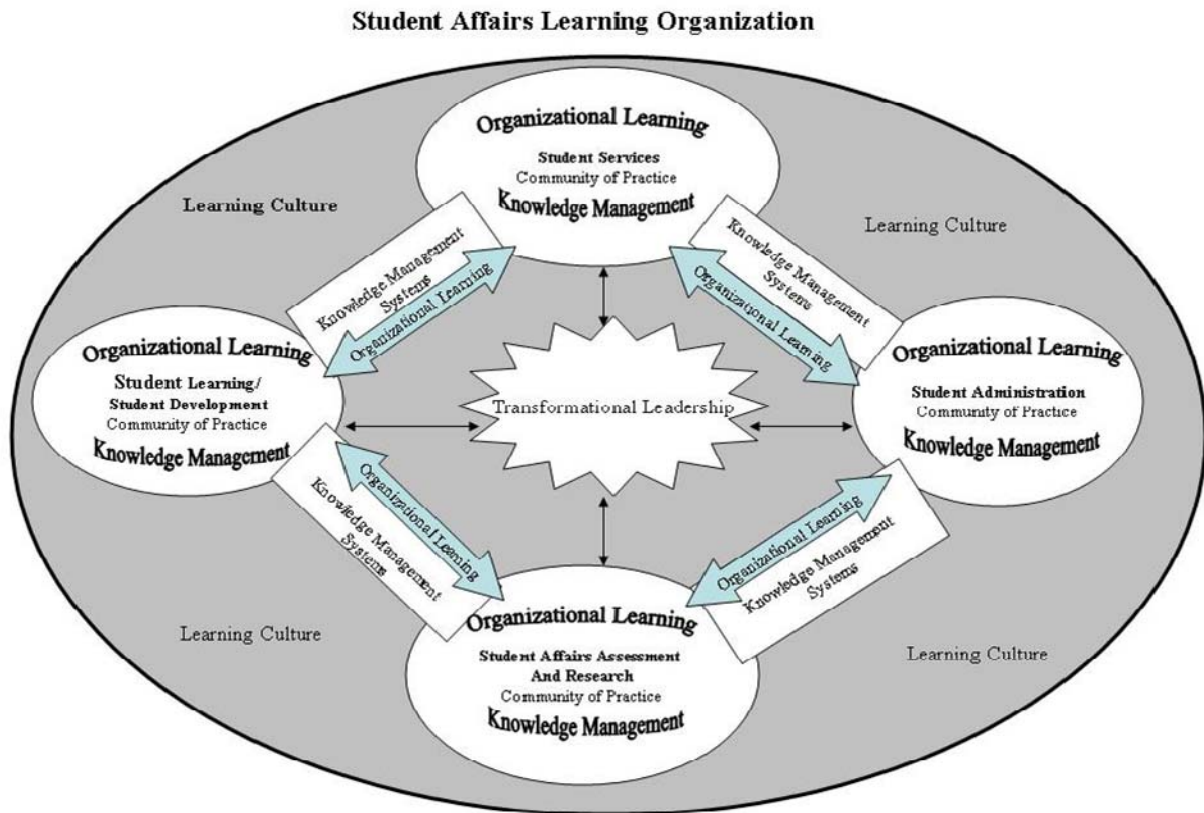 Student Affairs Learning Organization
Organizational Learning
Student Services
Community of Practice
Knowledge Management
Learning Culture
Learning Culture
Knowledge Management
Systems
Organizational Learning
Knowledge Management
Systems
Organizational Learning
Organizational Learning
Student Learning/
Student Development
Community of Practice
Knowledge Management
Transformational Leadership
Organizational Learning
Student Administration
Community of Practice
Knowledge Management
Organizational Learning
Knowledge Management
Systems
Organizational Learning
Knowledge Management
Systems
Organizational Learning
Student Affairs Assessment
And Research
Community of Practice
Knowledge Management
Learning Culture
Learning Culture